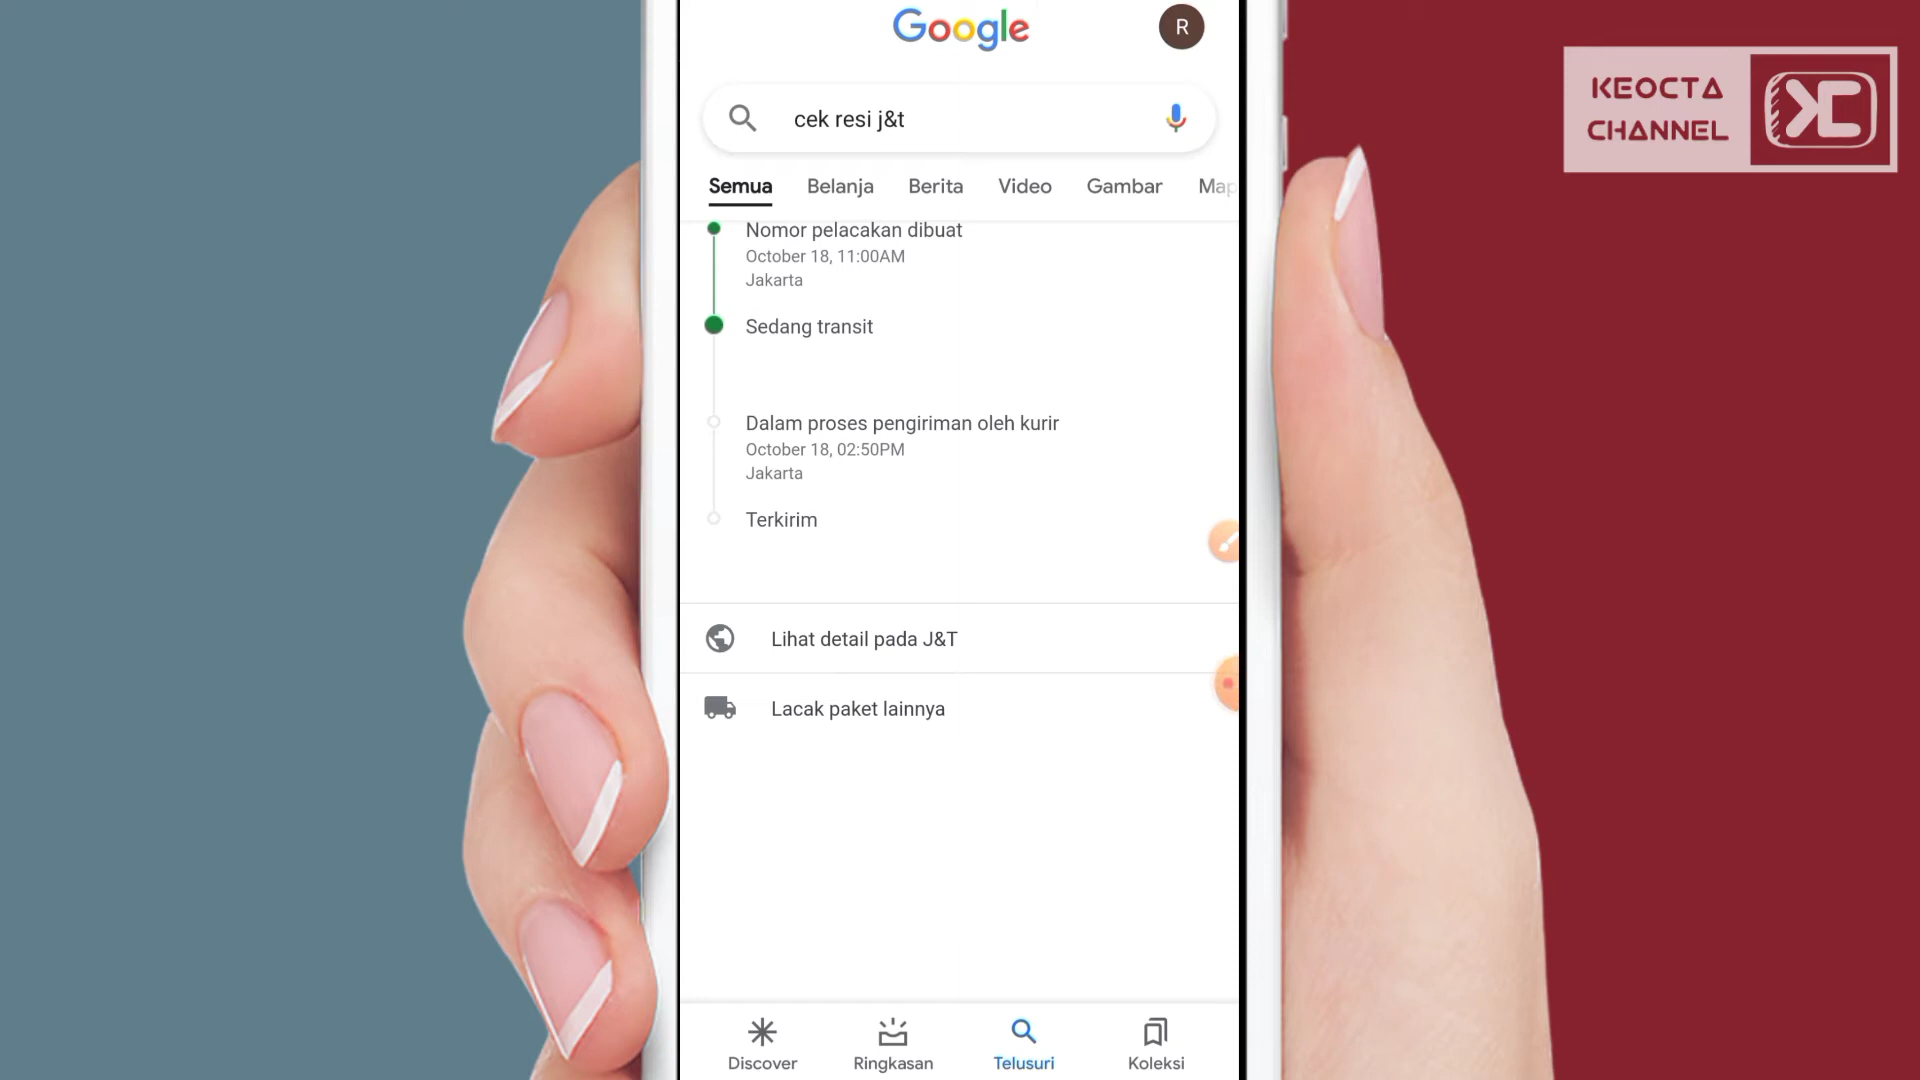 Google
R
KEOCTA
CHANNEL
KC
cek resi j&t
Semua Belanja Berita Video Gambar Map
Nomor pelacakan dibuat
October 18, 11:00AM
Jakarta
Sedang transit
Dalam proses pengiriman oleh kurir
October 18, 02:50PM
Jakarta
Terkirim
Lihat detail pada J&T
Lacak paket lainnya
Discover Ringkasan Telusuri Koleksi